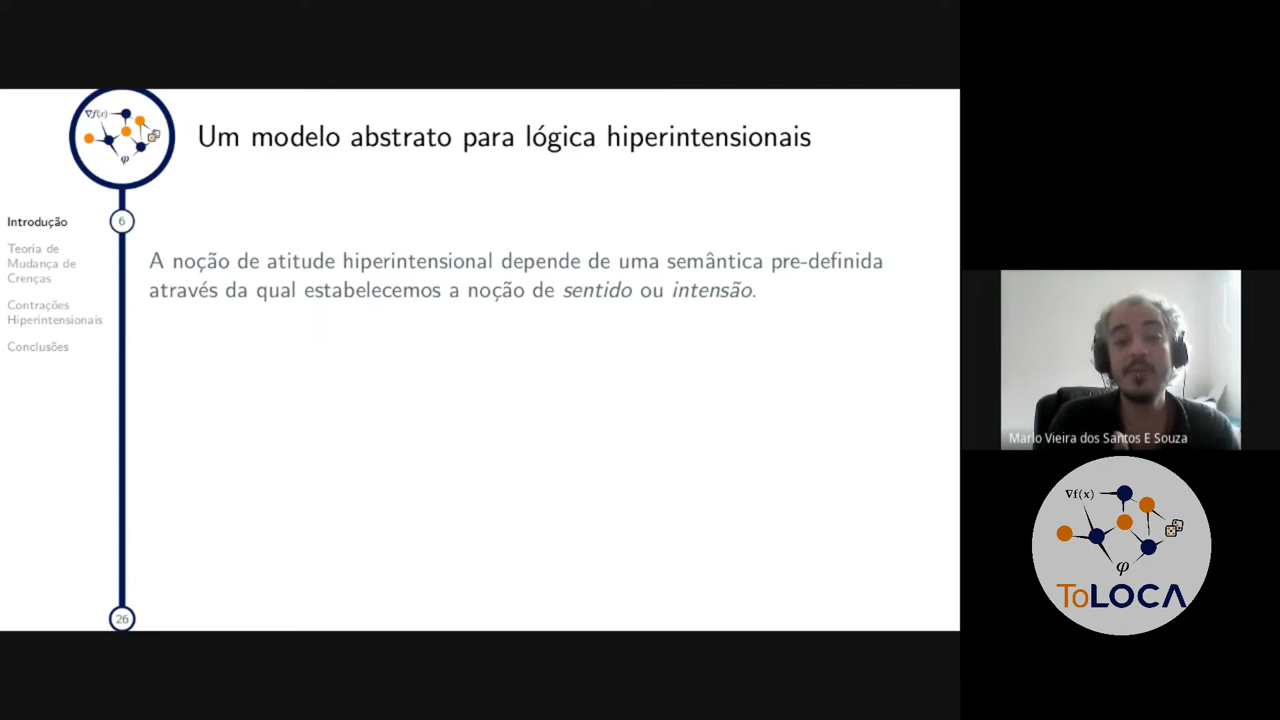 ∇f(x)
φ
Um modelo abstrato para lógica hiperintensionais
Introdução
6
Teoria de
Mudança de
Crenças
Contrações
Hiperintensionais
Conclusões
A noção de atitude hiperintensional depende de uma semântica pre-definida
através da qual estabelecemos a noção de sentido ou intensão.
26
Marlo Vieira dos Santos E Souza
∇f(x)
φ
ToLOCA